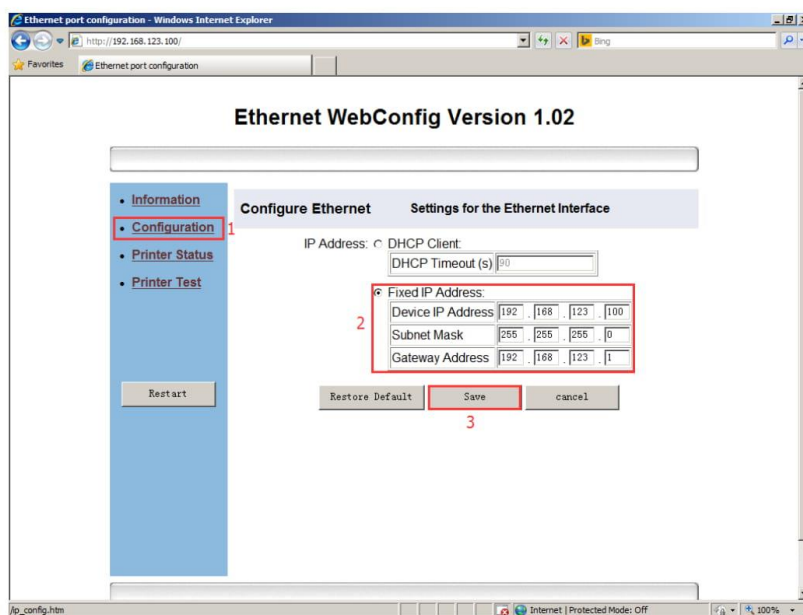 Ethernet port configuration - Windows Internet Explorer
http://192.168.123.100/
Bing
Favorites
Ethernet port configuration
Ethernet WebConfig Version 1.02
Information
Configuration
1
Printer Status
Printer Test
Restart
Configure Ethernet Settings for the Ethernet Interface
IP Address: DHCP Client:
DHCP Timeout (s) 90
Fixed IP Address:
2
Device IP Address 192 . 168 . 123 . 100
Subnet Mask 255 . 255 . 255 . 0
Gateway Address 192 . 168 . 123 . 1
Restore Default Save cancel
3
/ip_config.htm Internet | Protected Mode: Off 100%